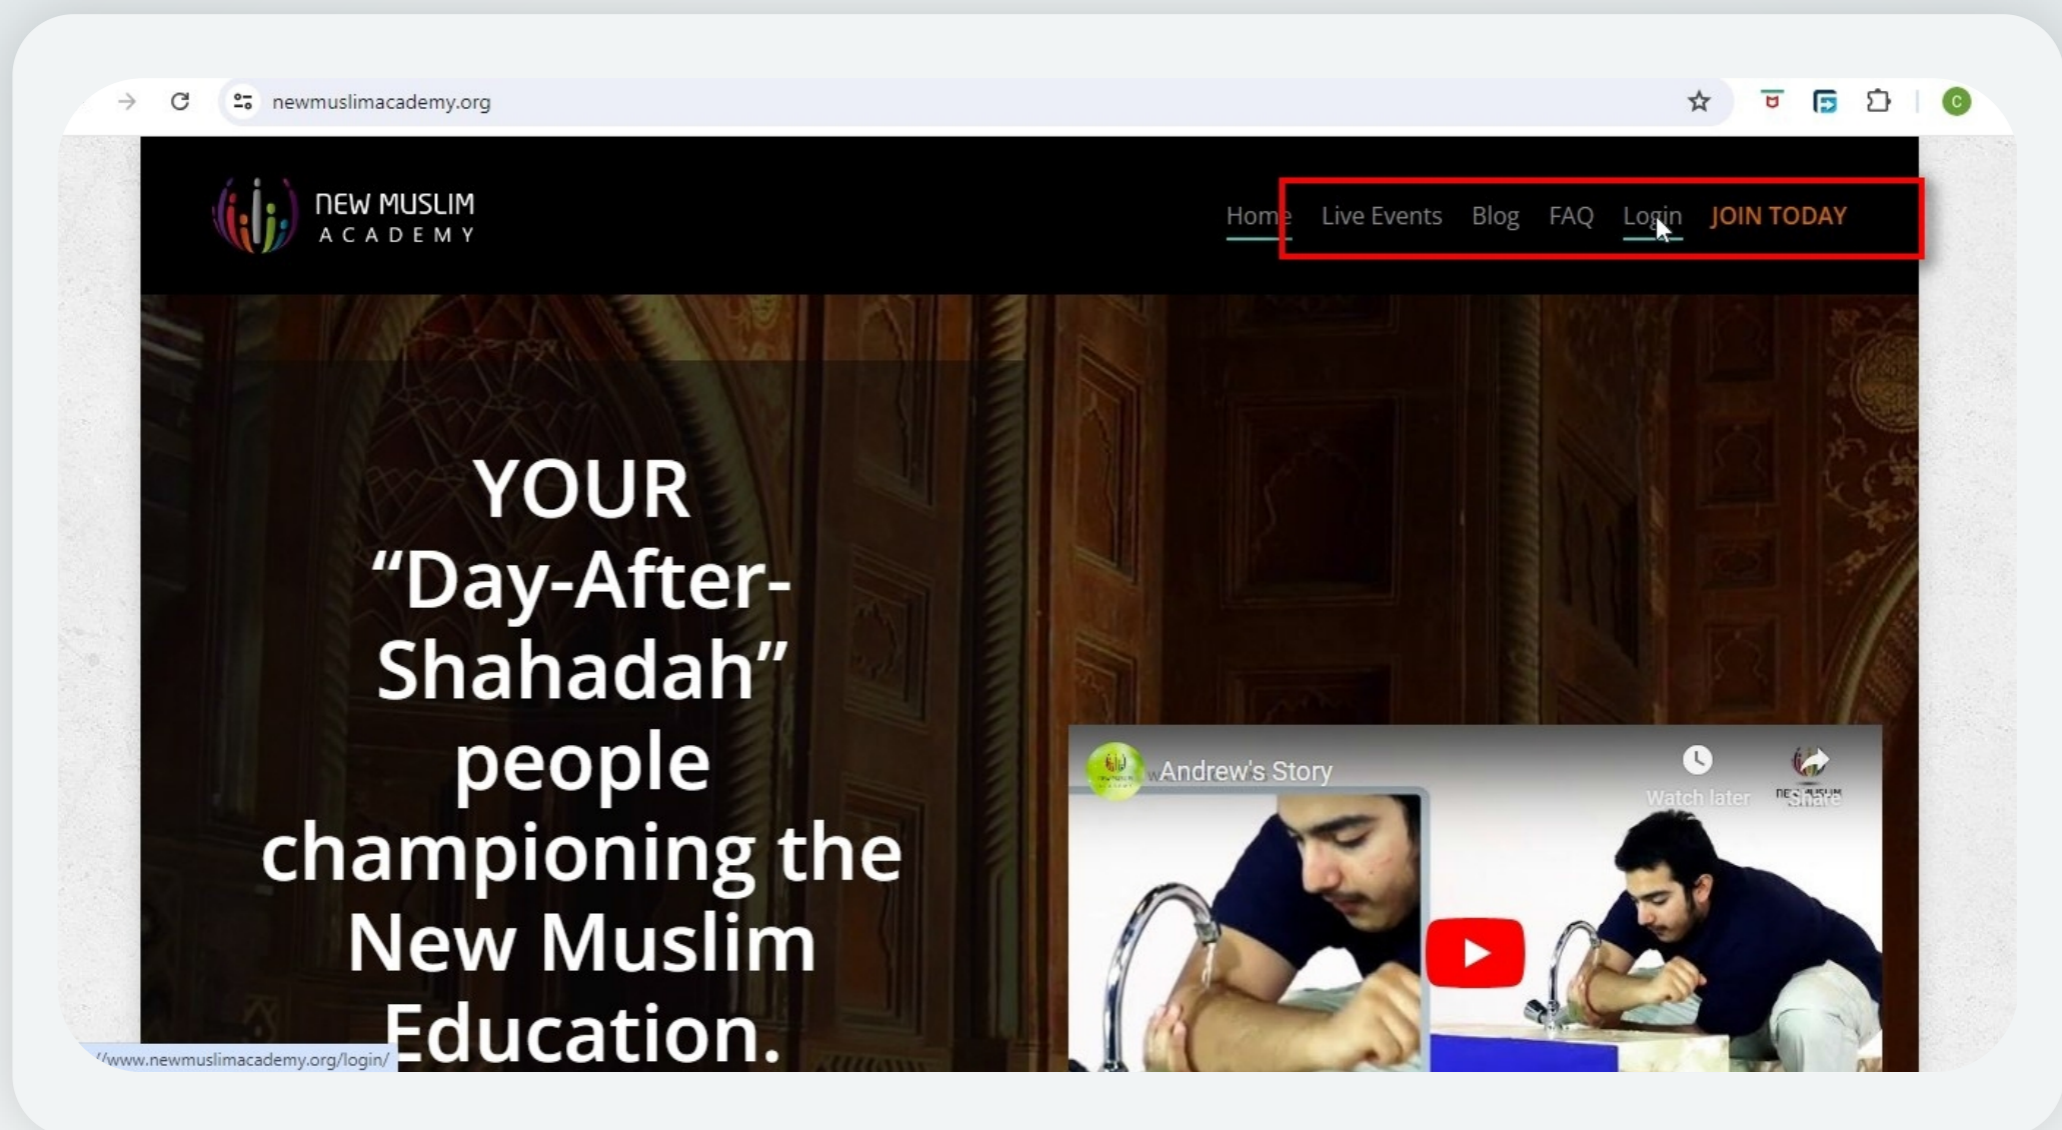 newmuslimacademy.org
C
NEW MUSLIM
ACADEMY
Home Live Events Blog FAQ Login JOIN TODAY
YOUR
“Day-After-
Shahadah”
people
championing the
New Muslim
Education.
Andrew's Story
Watch later
Share
//www.newmuslimacademy.org/login/